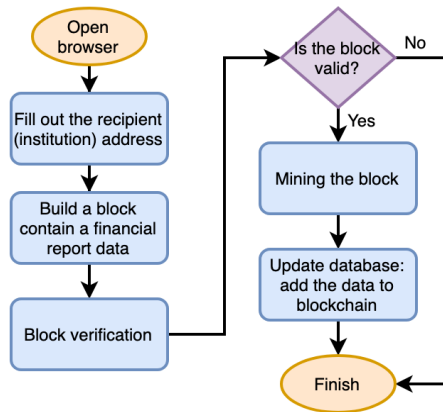 Open
browser
Fill out the recipient
(institution) address
Build a block
contain a financial
report data
Block verification
Is the block
valid?
No
Yes
Mining the block
Update database:
add the data to
blockchain
Finish